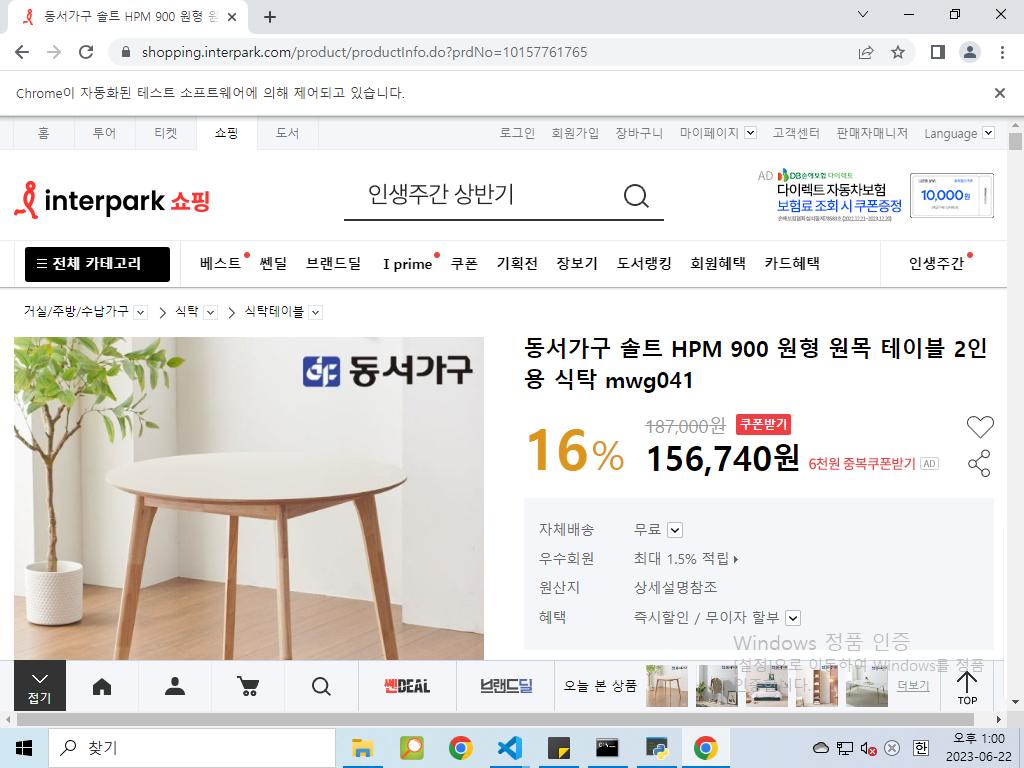 동서가구 솔트 HPM 900 원형 원
shopping.interpark.com/product/productInfo.do?prdNo=10157761765
Chrome이 자동화된 테스트 소프트웨어에 의해 제어되고 있습니다.
홈 투어 티켓 쇼핑 도서 로그인 회원가입 장바구니 마이페이지 고객센터 판매자매니저 Language
interpark 쇼핑 인생주간 상반기
AD DB손해보험 다이렉트
다이렉트 자동차보험
보험료 조회 시 쿠폰증정
10,000원
전체 카테고리 베스트 쎈딜 브랜드딜 I prime 쿠폰 기획전 장보기 도서랭킹 회원혜택 카드혜택 인생주간
거실/주방/수납가구 식탁 식탁테이블
동서가구
동서가구 솔트 HPM 900 원형 원목 테이블 2인
용 식탁 mwg041
187,000원 쿠폰받기
16% 156,740원 6천원 중복쿠폰받기 AD
자체배송 무료
우수회원 최대 1.5% 적립
원산지 상세설명참조
혜택 즉시할인 / 무이자 할부
Windows 정품 인증
[설정]으로 이동하여 Windows를 정품
인증합니다.
접기 쎈DEAL 브랜드딜 오늘 본 상품 더보기 TOP
찾기
한
오후 1:00
2023-06-22